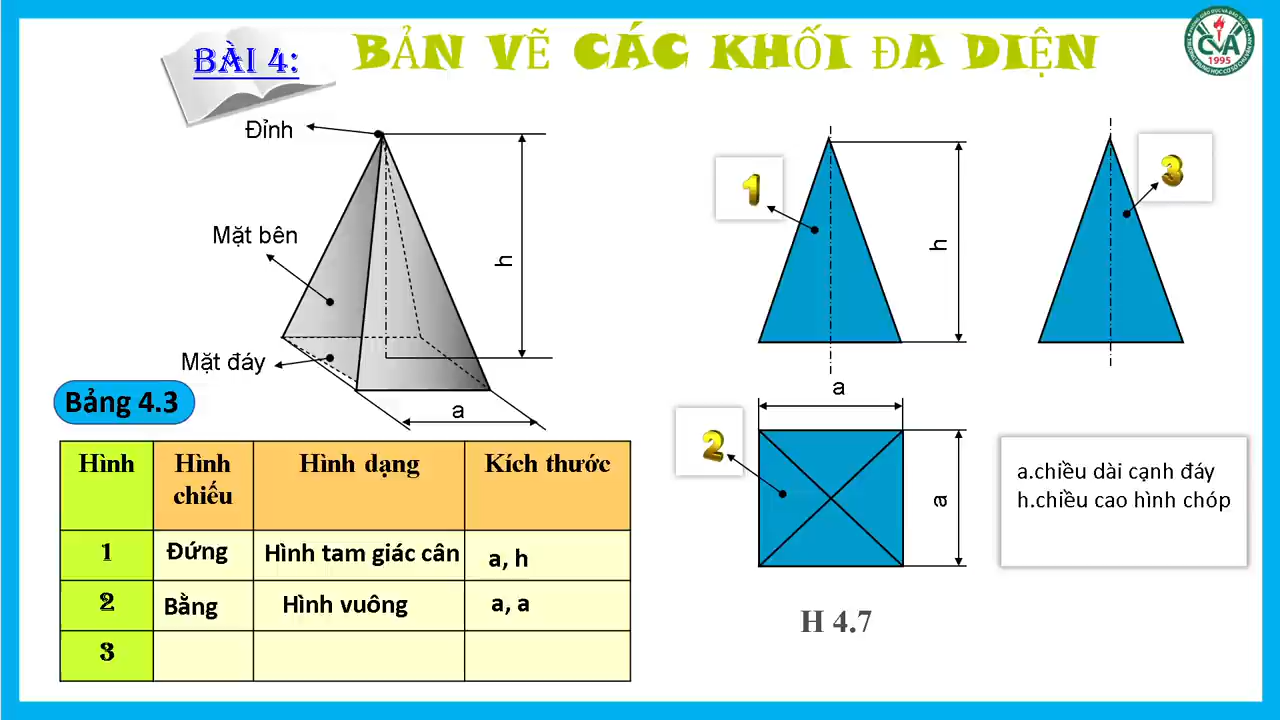 BÀI 4:
BẢN VẼ CÁC KHỐI ĐA DIỆN
CVA
1995
Đỉnh
Mặt bên
Mặt đáy
h
a
1
h
3
a
2
a
a.chiều dài cạnh đáy
h.chiều cao hình chóp
H 4.7
Bảng 4.3
Hình
Hình chiếu
Hình dạng
Kích thước
1
Đứng
Hình tam giác cân
a, h
2
Bằng
Hình vuông
a, a
3